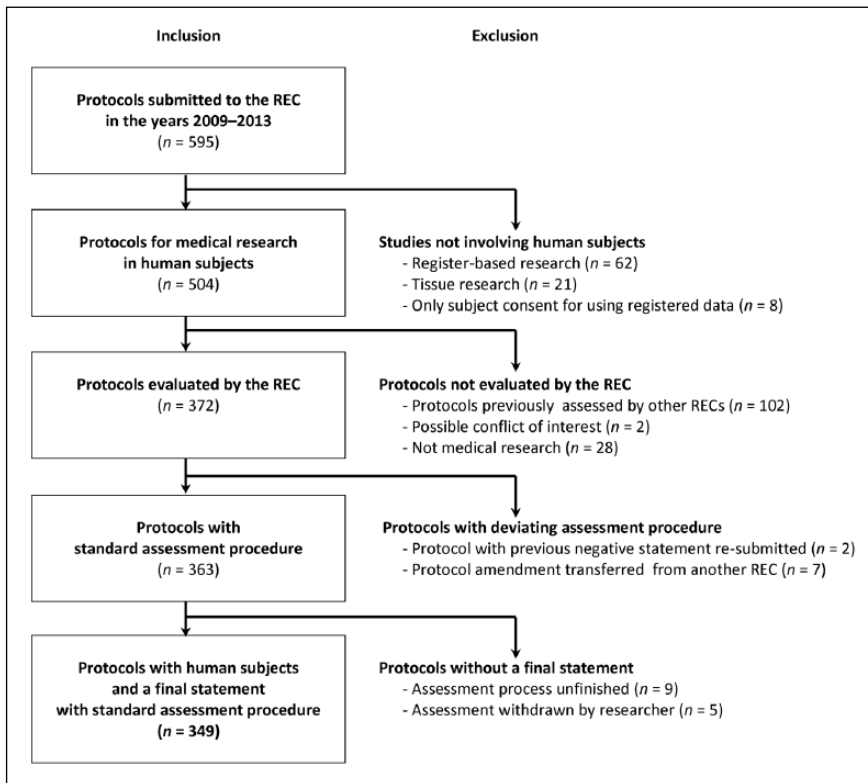 Inclusion
Exclusion
Protocols submitted to the REC
in the years 2009–2013
(n = 595)
Protocols for medical research
in human subjects
(n = 504)
Studies not involving human subjects
- Register-based research (n = 62)
- Tissue research (n = 21)
- Only subject consent for using registered data (n = 8)
Protocols evaluated by the REC
(n = 372)
Protocols not evaluated by the REC
- Protocols previously assessed by other RECs (n = 102)
- Possible conflict of interest (n = 2)
- Not medical research (n = 28)
Protocols with
standard assessment procedure
(n = 363)
Protocols with deviating assessment procedure
- Protocol with previous negative statement re-submitted (n = 2)
- Protocol amendment transferred from another REC (n = 7)
Protocols with human subjects
and a final statement
with standard assessment procedure
(n = 349)
Protocols without a final statement
- Assessment process unfinished (n = 9)
- Assessment withdrawn by researcher (n = 5)